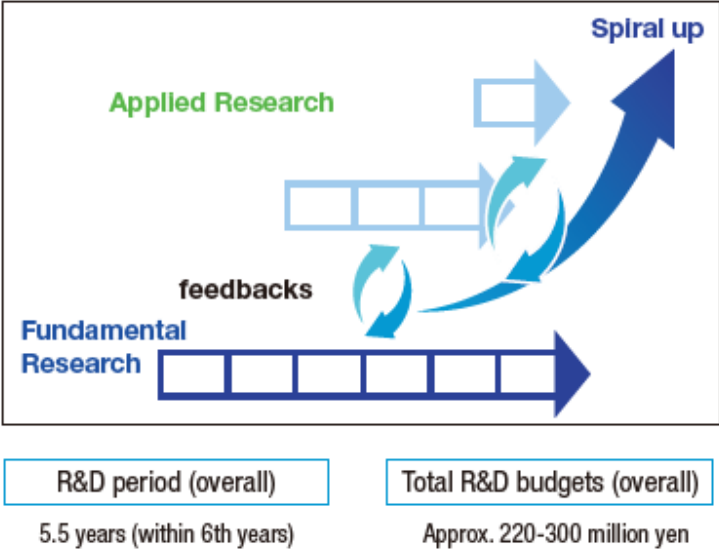 Spiral up
Applied Research
feedbacks
Fundamental
Research
R&D period (overall)
Total R&D budgets (overall)
5.5 years (within 6th years)
Approx. 220-300 million yen